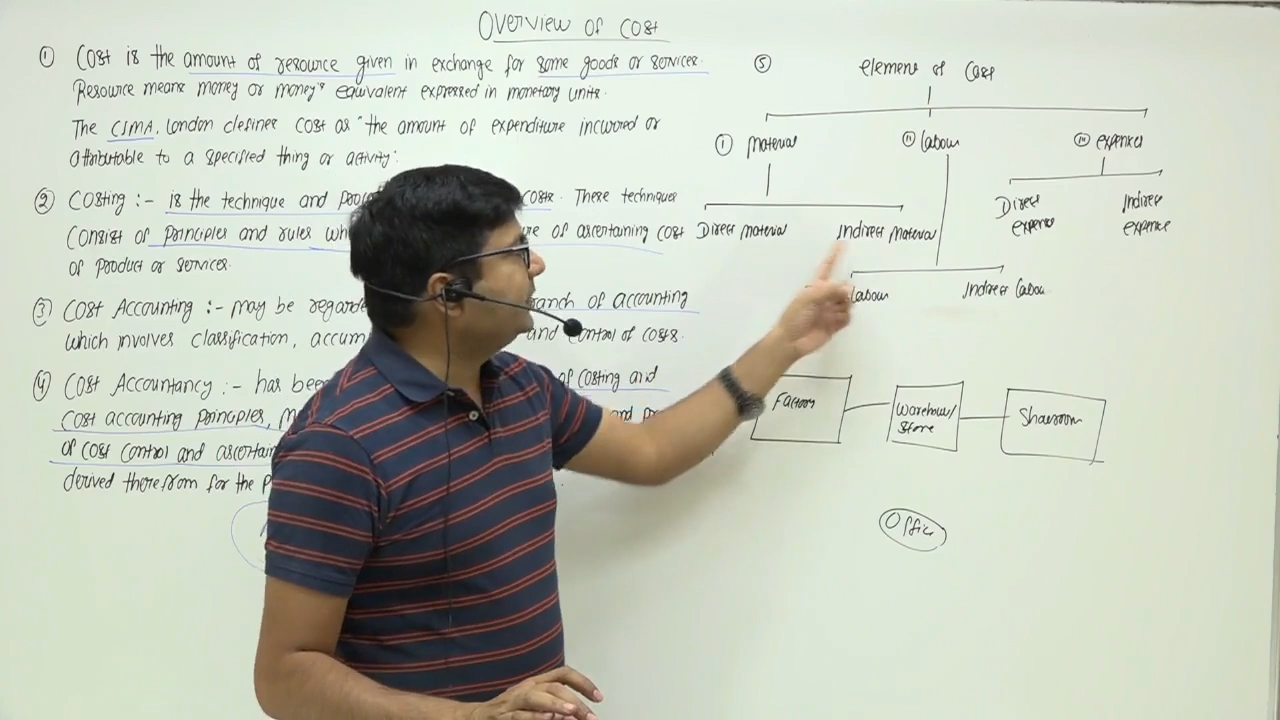 Overview of Cost
① Cost is the amount of resource given in exchange for some goods or services.
Resource means money or money's equivalent expressed in monetary units.
The CIMA, London defines cost as "the amount of expenditure incurred or
attributable to a specified thing or activity".
② Costing :- is the technique and costs. These techniques
Consist of principles and rules of ascertaining cost
of product or services.
③ Cost Accounting :- may be of accounting
which involves classification, and control of costs.
④ Cost Accountancy :- has been of costing and
cost accounting principles, and
of cost control and
derived therefrom for the
⑤ element of Cost
① Material
② labour
③ expenses
Direct Material
Indirect Material
labour
Indirect labour
Direct expense
Indirect expense
Factory
Warehouse/
Store
Showroom
Office